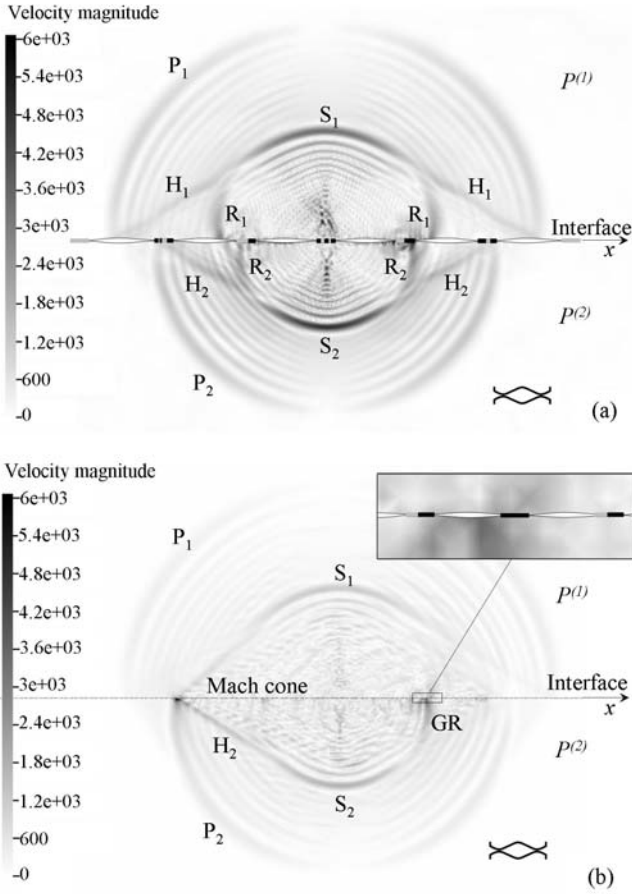 Velocity magnitude
6e+03
5.4e+03
4.8e+03
4.2e+03
3.6e+03
3e+03
2.4e+03
1.8e+03
1.2e+03
600
0
P₁
S₁
P⁽¹⁾
H₁
H₁
R₁
R₁
Interface
x
R₂
R₂
H₂
H₂
S₂
P⁽²⁾
P₂
(a)
Velocity magnitude
6e+03
5.4e+03
4.8e+03
4.2e+03
3.6e+03
3e+03
2.4e+03
1.8e+03
1.2e+03
600
0
P₁
S₁
P⁽¹⁾
Mach cone
Interface
x
GR
H₂
P⁽²⁾
S₂
P₂
(b)